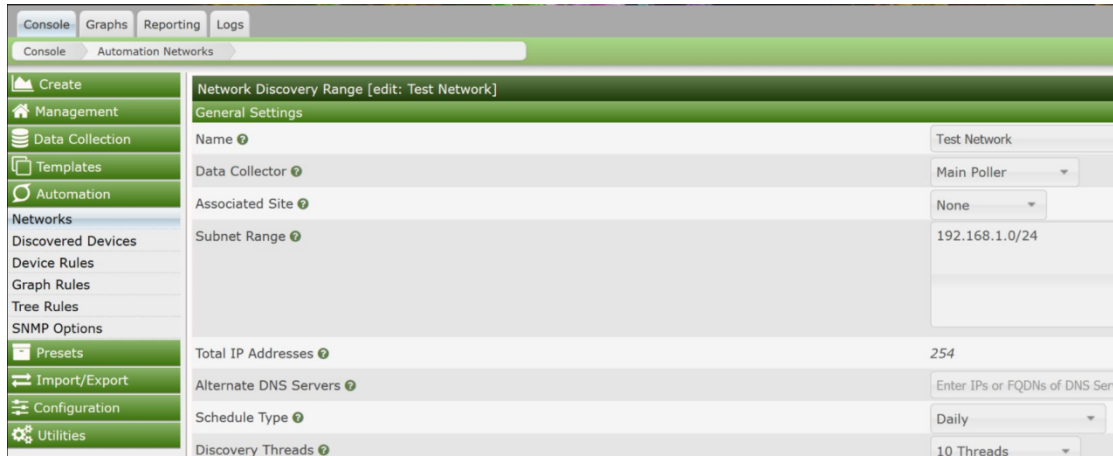 Console Graphs Reporting Logs
Console Automation Networks
Create
Management
Data Collection
Templates
Automation
Networks
Discovered Devices
Device Rules
Graph Rules
Tree Rules
SNMP Options
Presets
Import/Export
Configuration
Utilities
Network Discovery Range [edit: Test Network]
General Settings
Name Test Network
Data Collector Main Poller
Associated Site None
Subnet Range 192.168.1.0/24
Total IP Addresses 254
Alternate DNS Servers Enter IPs or FQDNs of DNS Ser
Schedule Type Daily
Discovery Threads 10 Threads